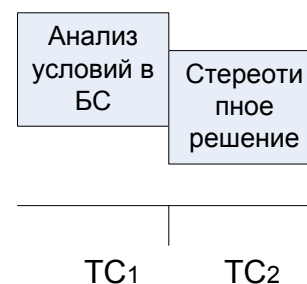 Анализ
условий в
БС
Стереоти
пное
решение
ТС1
ТС2